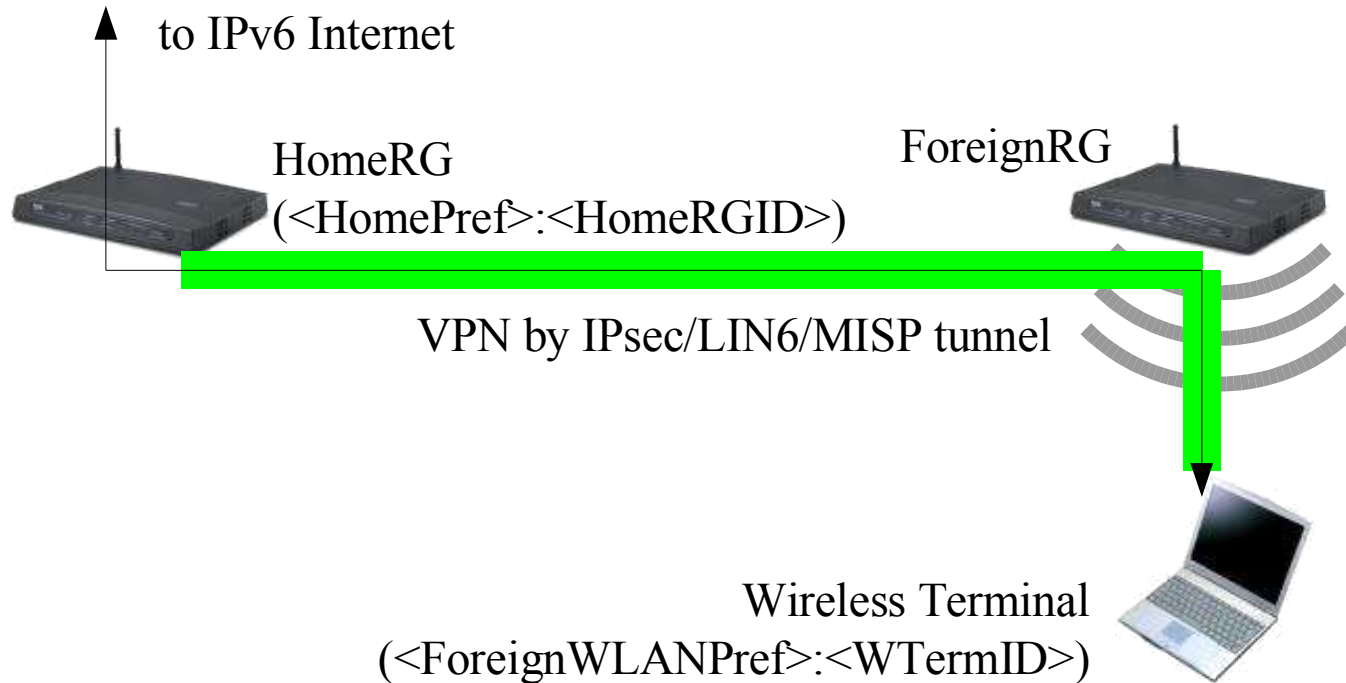 to IPv6 Internet
HomeRG
(<HomePref>:<HomeRGID>)
ForeignRG
VPN by IPsec/LIN6/MISP tunnel
Wireless Terminal
(<ForeignWLANPref>:<WTermID>)